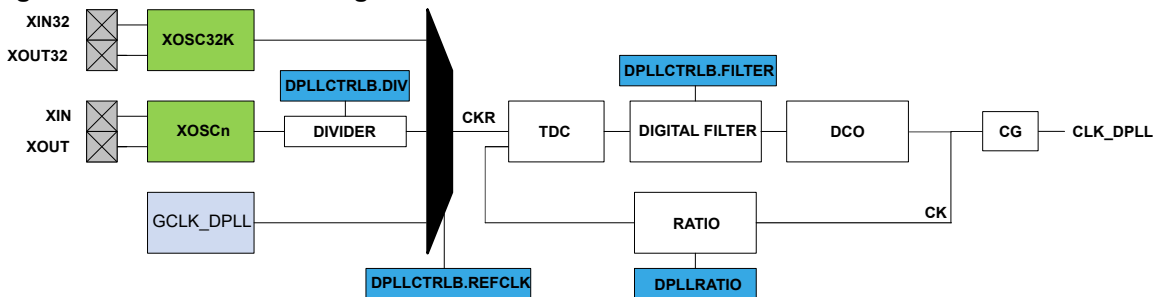 XIN32
XOUT32
XOSC32K
DPLLCTRLB.DIV
DPLLCTRLB.FILTER
XIN
XOUT
XOSCn
DIVIDER
CKR
TDC
DIGITAL FILTER
DCO
CG
CLK_DPLL
GCLK_DPLL
RATIO
CK
DPLLCTRLB.REFCLK
DPLLRATIO